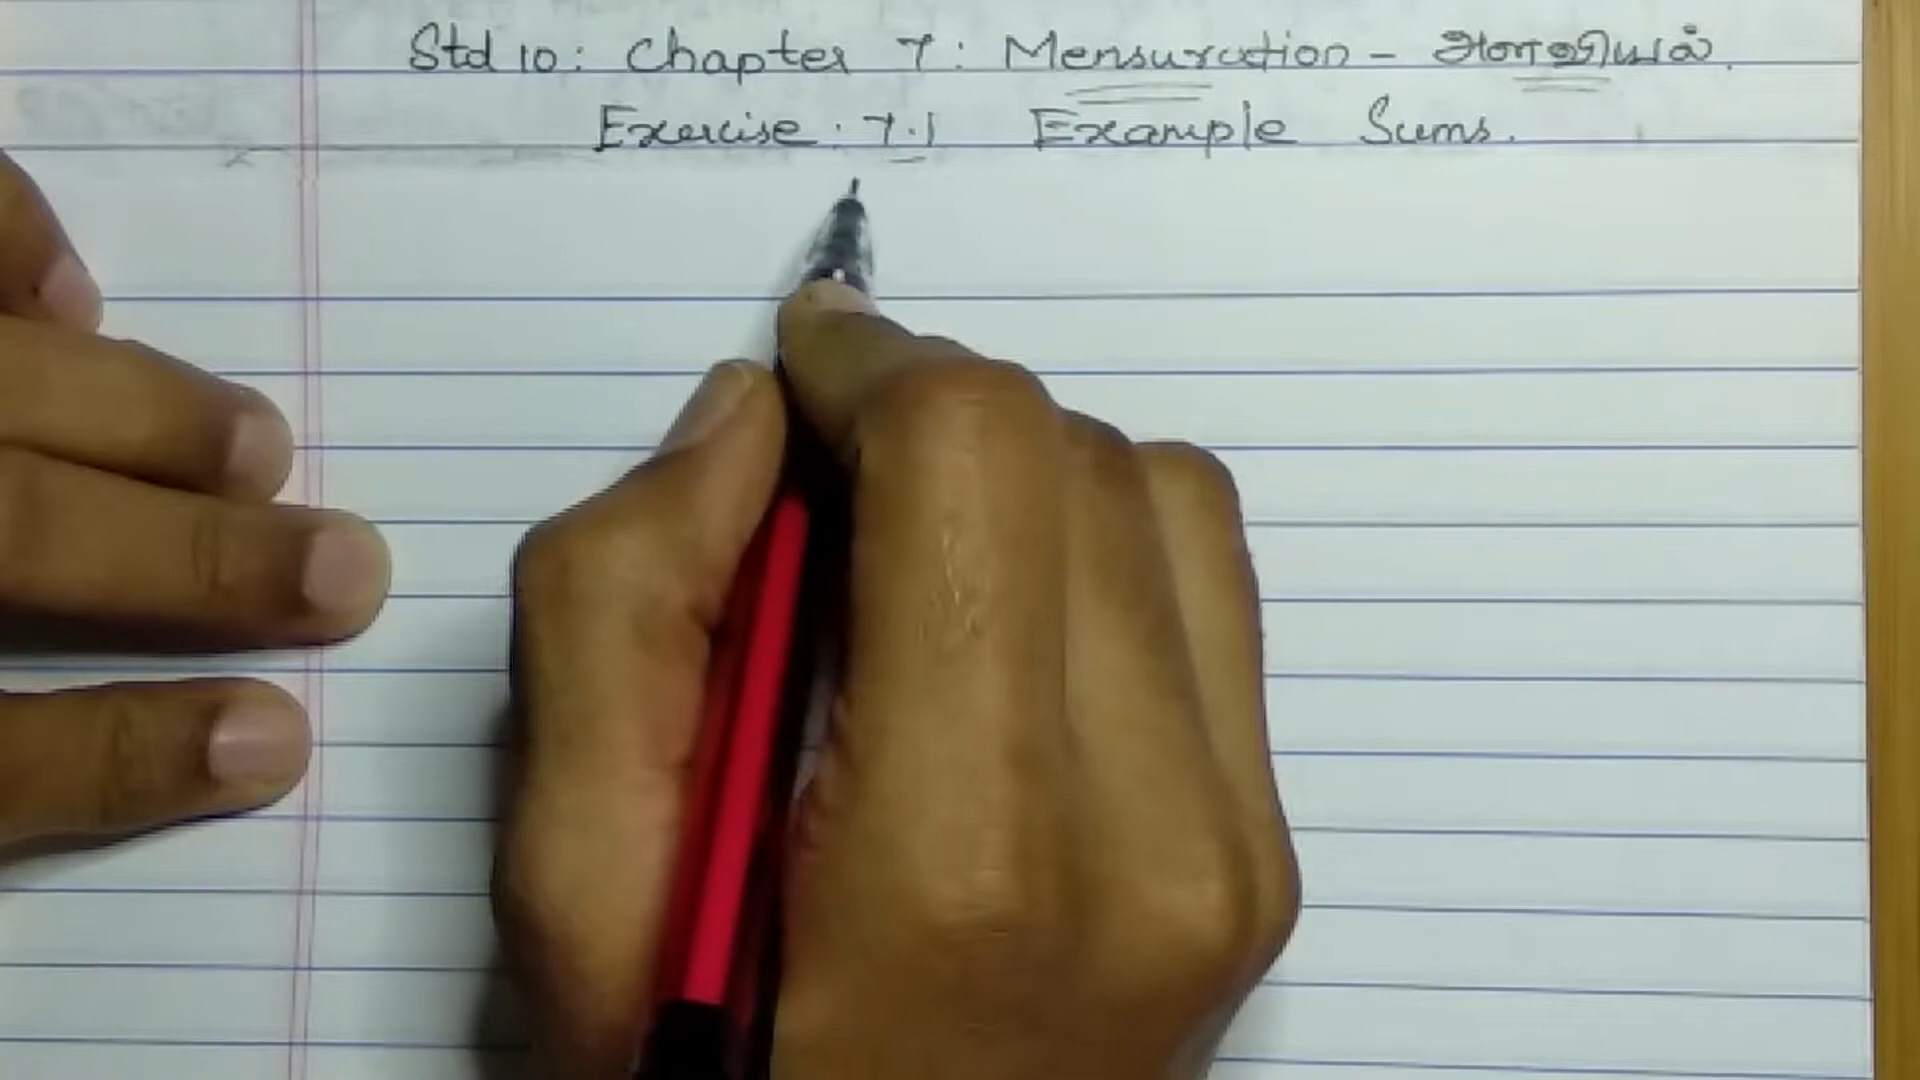 Std 10: Chapter 7: Mensuration - அளவியல்.
Exercise: 7.1 Example Sums.